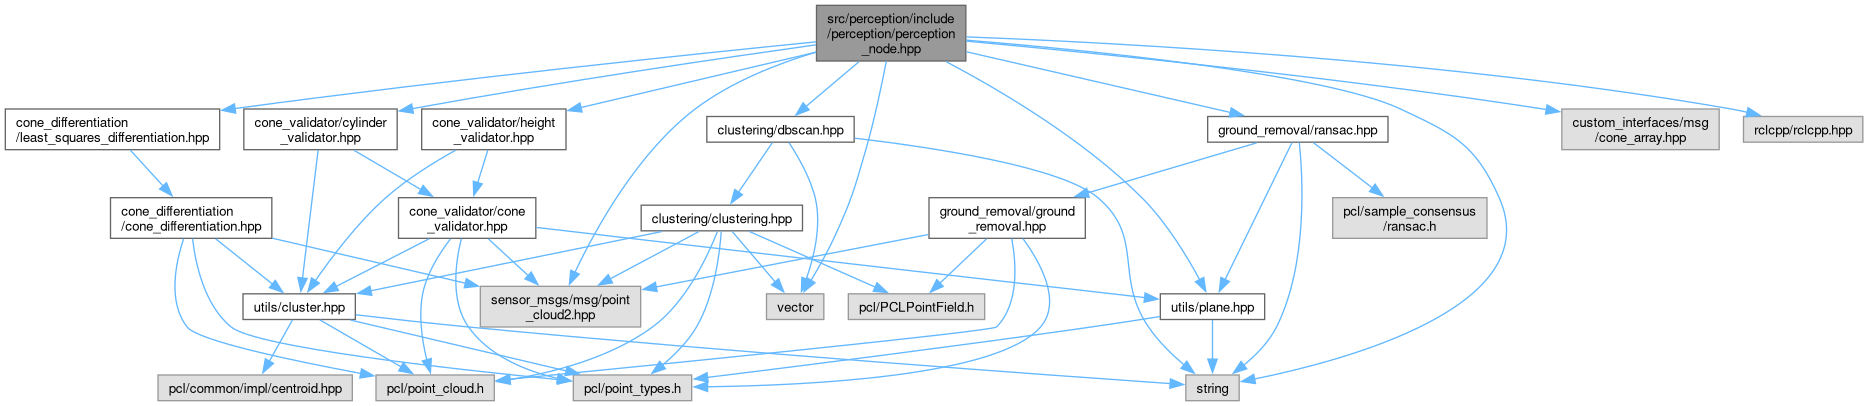 src/perception/include
/perception/perception
_node.hpp
cone_differentiation
/least_squares_differentiation.hpp
cone_validator/cylinder
_validator.hpp
cone_validator/height
_validator.hpp
clustering/dbscan.hpp
ground_removal/ransac.hpp
custom_interfaces/msg
/cone_array.hpp
rclcpp/rclcpp.hpp
cone_differentiation
/cone_differentiation.hpp
cone_validator/cone
_validator.hpp
clustering/clustering.hpp
ground_removal/ground
_removal.hpp
pcl/sample_consensus
/ransac.h
utils/cluster.hpp
sensor_msgs/msg/point
_cloud2.hpp
vector
pcl/PCLPointField.h
utils/plane.hpp
pcl/common/impl/centroid.hpp
pcl/point_cloud.h
pcl/point_types.h
string